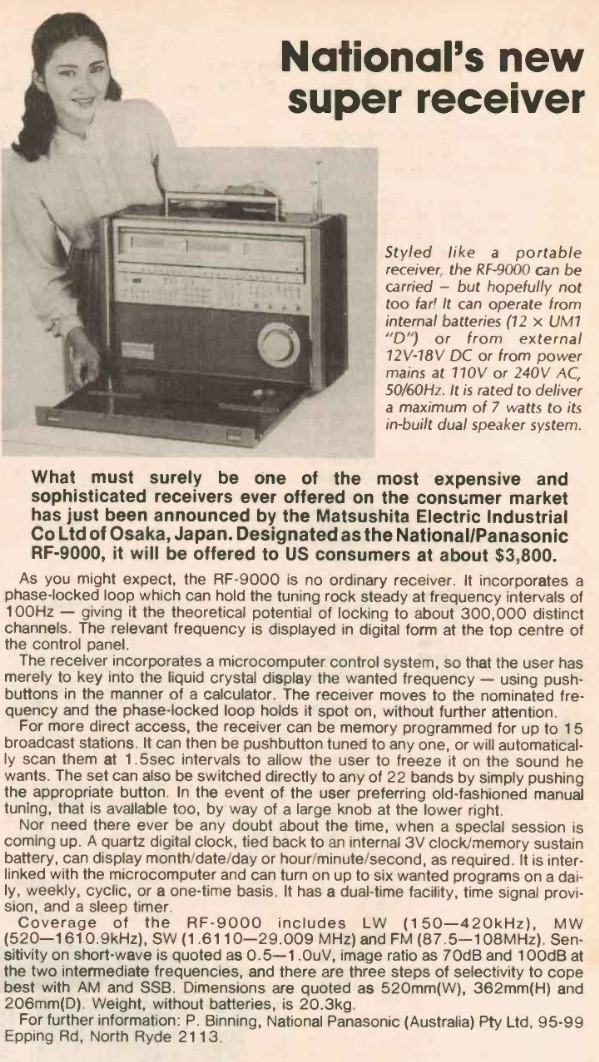 National's new
super receiver
Styled like a portable
receiver, the RF-9000 can be
carried — but hopefully not
too far! It can operate from
internal batteries (12 × UM1
"D") or from external
12V-18V DC or from power
mains at 110V or 240V AC,
50/60Hz. It is rated to deliver
a maximum of 7 watts to its
in-built dual speaker system.
What must surely be one of the most expensive and
sophisticated receivers ever offered on the consumer market
has just been announced by the Matsushita Electric Industrial
Co Ltd of Osaka, Japan. Designated as the National/Panasonic
RF-9000, it will be offered to US consumers at about $3,800.
As you might expect, the RF-9000 is no ordinary receiver. It incorporates a
phase-locked loop which can hold the tuning rock steady at frequency intervals of
100Hz — giving it the theoretical potential of locking to about 300,000 distinct
channels. The relevant frequency is displayed in digital form at the top centre of
the control panel.
The receiver incorporates a microcomputer control system, so that the user has
merely to key into the liquid crystal display the wanted frequency — using push-
buttons in the manner of a calculator. The receiver moves to the nominated fre-
quency and the phase-locked loop holds it spot on, without further attention.
For more direct access, the receiver can be memory programmed for up to 15
broadcast stations. It can then be pushbutton tuned to any one, or will automatical-
ly scan them at 1.5sec intervals to allow the user to freeze it on the sound he
wants. The set can also be switched directly to any of 22 bands by simply pushing
the appropriate button. In the event of the user preferring old-fashioned manual
tuning, that is available too, by way of a large knob at the lower right.
Nor need there ever be any doubt about the time, when a special session is
coming up. A quartz digital clock, tied back to an internal 3V clock/memory sustain
battery, can display month/date/day or hour/minute/second, as required. It is inter-
linked with the microcomputer and can turn on up to six wanted programs on a dai-
ly, weekly, cyclic, or a one-time basis. It has a dual-time facility, time signal provi-
sion, and a sleep timer.
Coverage of the RF-9000 includes LW (150—420kHz), MW
(520—1610.9kHz), SW (1.6110—29.009 MHz) and FM (87.5—108MHz). Sen-
sitivity on short-wave is quoted as 0.5—1.0uV, image ratio as 70dB and 100dB at
the two intermediate frequencies, and there are three steps of selectivity to cope
best with AM and SSB. Dimensions are quoted as 520mm(W), 362mm(H) and
206mm(D). Weight, without batteries, is 20.3kg.
For further information: P. Binning, National Panasonic (Australia) Pty Ltd, 95-99
Epping Rd, North Ryde 2113.